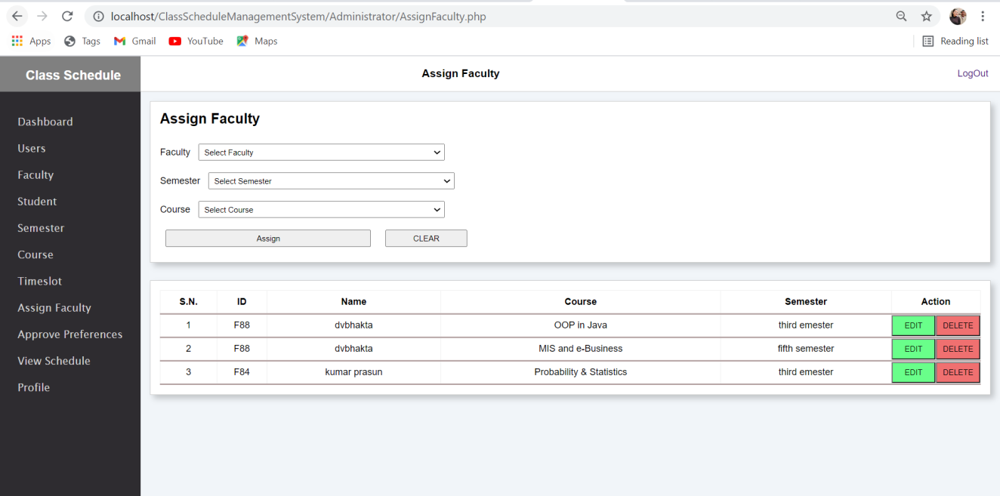 localhost/ClassScheduleManagementSystem/Administrator/AssignFaculty.php
Apps Tags Gmail YouTube Maps Reading list
Class Schedule
Assign Faculty
LogOut
Dashboard
Users
Faculty
Student
Semester
Course
Timeslot
Assign Faculty
Approve Preferences
View Schedule
Profile
Assign Faculty
Faculty Select Faculty
Semester Select Semester
Course Select Course
Assign CLEAR
S.N. ID Name Course Semester Action
1 F88 dvbhakta OOP in Java third emester EDIT DELETE
2 F88 dvbhakta MIS and e-Business fifth semester EDIT DELETE
3 F84 kumar prasun Probability & Statistics third emester EDIT DELETE